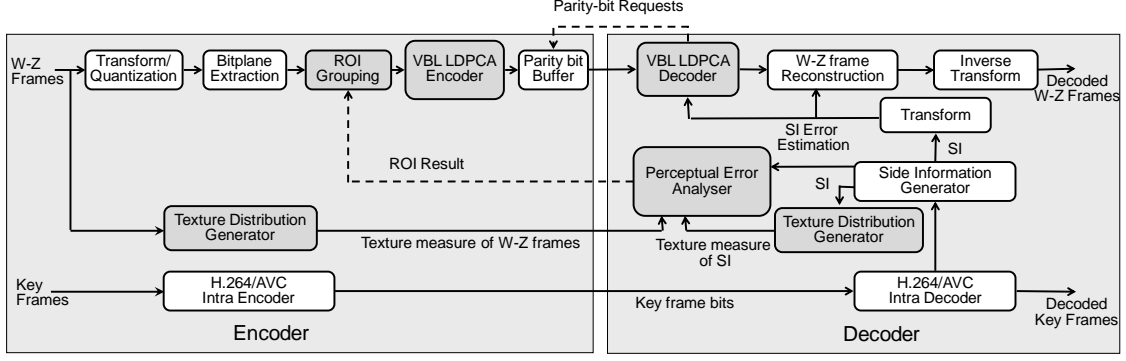 Parity-bit Requests
W-Z
Frames
Transform/
Quantization
Bitplane
Extraction
ROI
Grouping
VBL LDPCA
Encoder
Parity bit
Buffer
VBL LDPCA
Decoder
W-Z frame
Reconstruction
Inverse
Transform
Decoded
W-Z Frames
SI Error
Estimation
Transform
SI
ROI Result
Perceptual Error
Analyser
SI
Side Information
Generator
Texture Distribution
Generator
Texture measure of W-Z frames
Texture measure
of SI
Texture Distribution
Generator
Key
Frames
H.264/AVC
Intra Encoder
Key frame bits
H.264/AVC
Intra Decoder
Decoded
Key Frames
Encoder
Decoder